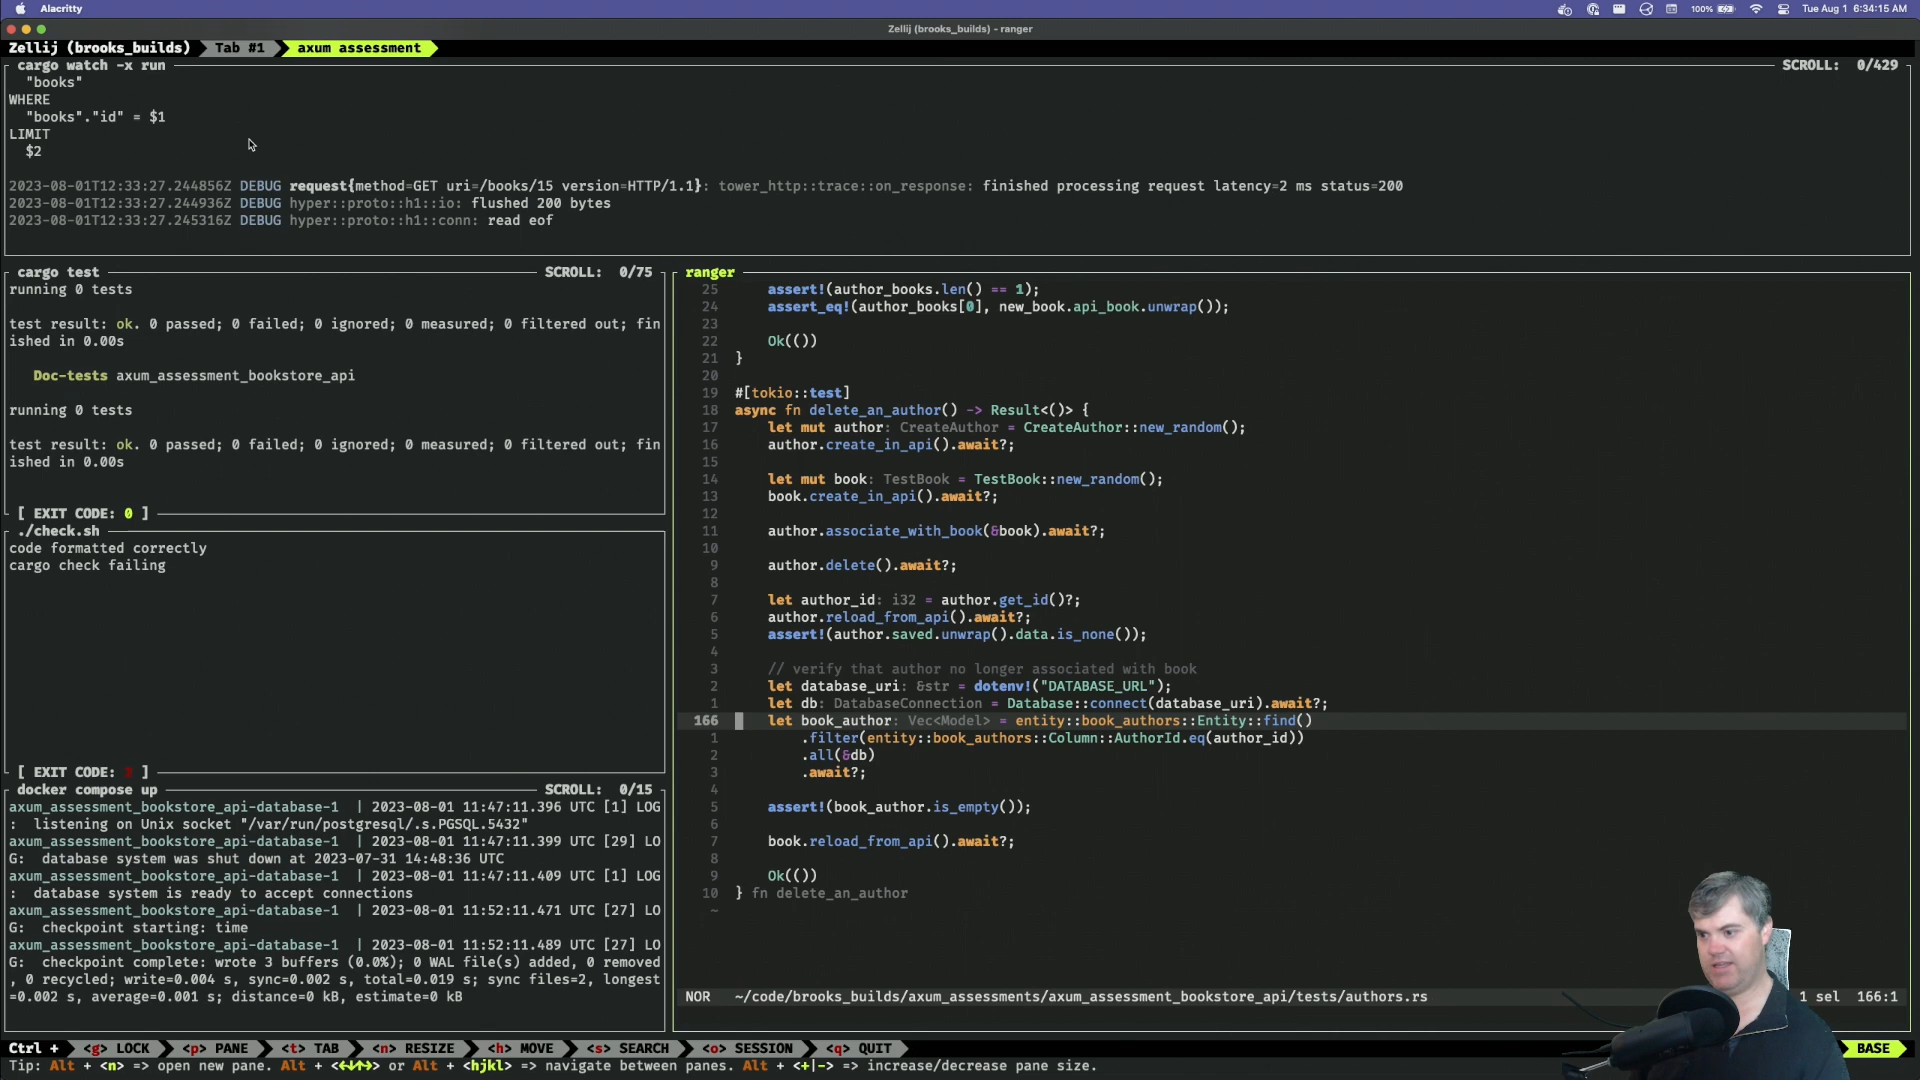 Alacritty
100%
Tue Aug 1 6:34:15 AM
Zellij (brooks_builds) - ranger
Zellij (brooks_builds) Tab #1 axum assessment
cargo watch -x run SCROLL: 0/429
"books"
WHERE
"books"."id" = $1
LIMIT
$2
2023-08-01T12:33:27.244856Z DEBUG request{method=GET uri=/books/15 version=HTTP/1.1}: tower_http::trace::on_response: finished processing request latency=2 ms status=200
2023-08-01T12:33:27.244936Z DEBUG hyper::proto::h1::io: flushed 200 bytes
2023-08-01T12:33:27.245316Z DEBUG hyper::proto::h1::conn: read eof
cargo test SCROLL: 0/75
running 0 tests
test result: ok. 0 passed; 0 failed; 0 ignored; 0 measured; 0 filtered out; fin
ished in 0.00s
Doc-tests axum_assessment_bookstore_api
running 0 tests
test result: ok. 0 passed; 0 failed; 0 ignored; 0 measured; 0 filtered out; fin
ished in 0.00s
[ EXIT CODE: 0 ]
./check.sh
code formatted correctly
cargo check failing
[ EXIT CODE: ]
docker compose up SCROLL: 0/15
axum_assessment_bookstore_api-database-1 | 2023-08-01 11:47:11.396 UTC [1] LOG
: listening on Unix socket "/var/run/postgresql/.s.PGSQL.5432"
axum_assessment_bookstore_api-database-1 | 2023-08-01 11:47:11.399 UTC [29] LO
G: database system was shut down at 2023-07-31 14:48:36 UTC
axum_assessment_bookstore_api-database-1 | 2023-08-01 11:47:11.409 UTC [1] LOG
: database system is ready to accept connections
axum_assessment_bookstore_api-database-1 | 2023-08-01 11:52:11.471 UTC [27] LO
G: checkpoint starting: time
axum_assessment_bookstore_api-database-1 | 2023-08-01 11:52:11.489 UTC [27] LO
G: checkpoint complete: wrote 3 buffers (0.0%); 0 WAL file(s) added, 0 removed
, 0 recycled; write=0.004 s, sync=0.002 s, total=0.019 s; sync files=2, longest
=0.002 s, average=0.001 s; distance=0 kB, estimate=0 kB
ranger
25 assert!(author_books.len() == 1);
24 assert_eq!(author_books[0], new_book.api_book.unwrap());
23
22 Ok(())
21 }
20
19 #[tokio::test]
18 async fn delete_an_author() -> Result<()> {
17 let mut author: CreateAuthor = CreateAuthor::new_random();
16 author.create_in_api().await?;
15
14 let mut book: TestBook = TestBook::new_random();
13 book.create_in_api().await?;
12
11 author.associate_with_book(&book).await?;
10
9 author.delete().await?;
8
7 let author_id: i32 = author.get_id()?;
6 author.reload_from_api().await?;
5 assert!(author.saved.unwrap().data.is_none());
4
3 // verify that author no longer associated with book
2 let database_uri: &str = dotenv!("DATABASE_URL");
1 let db: DatabaseConnection = Database::connect(database_uri).await?;
166 let book_author: Vec<Model> = entity::book_authors::Entity::find()
1 .filter(entity::book_authors::Column::AuthorId.eq(author_id))
2 .all(&db)
3 .await?;
4
5 assert!(book_author.is_empty());
6
7 book.reload_from_api().await?;
8
9 Ok(())
10 } fn delete_an_author
~
NOR ~/code/brooks_builds/axum_assessments/axum_assessment_bookstore_api/tests/authors.rs 1 sel 166:1
Ctrl + <g> LOCK <p> PANE <t> TAB <n> RESIZE <h> MOVE <s> SEARCH <o> SESSION <q> QUIT BASE
Tip: Alt + <n> => open new pane. Alt + <←↓↑→> or Alt + <hjkl> => navigate between panes. Alt + <+|-> => increase/decrease pane size.